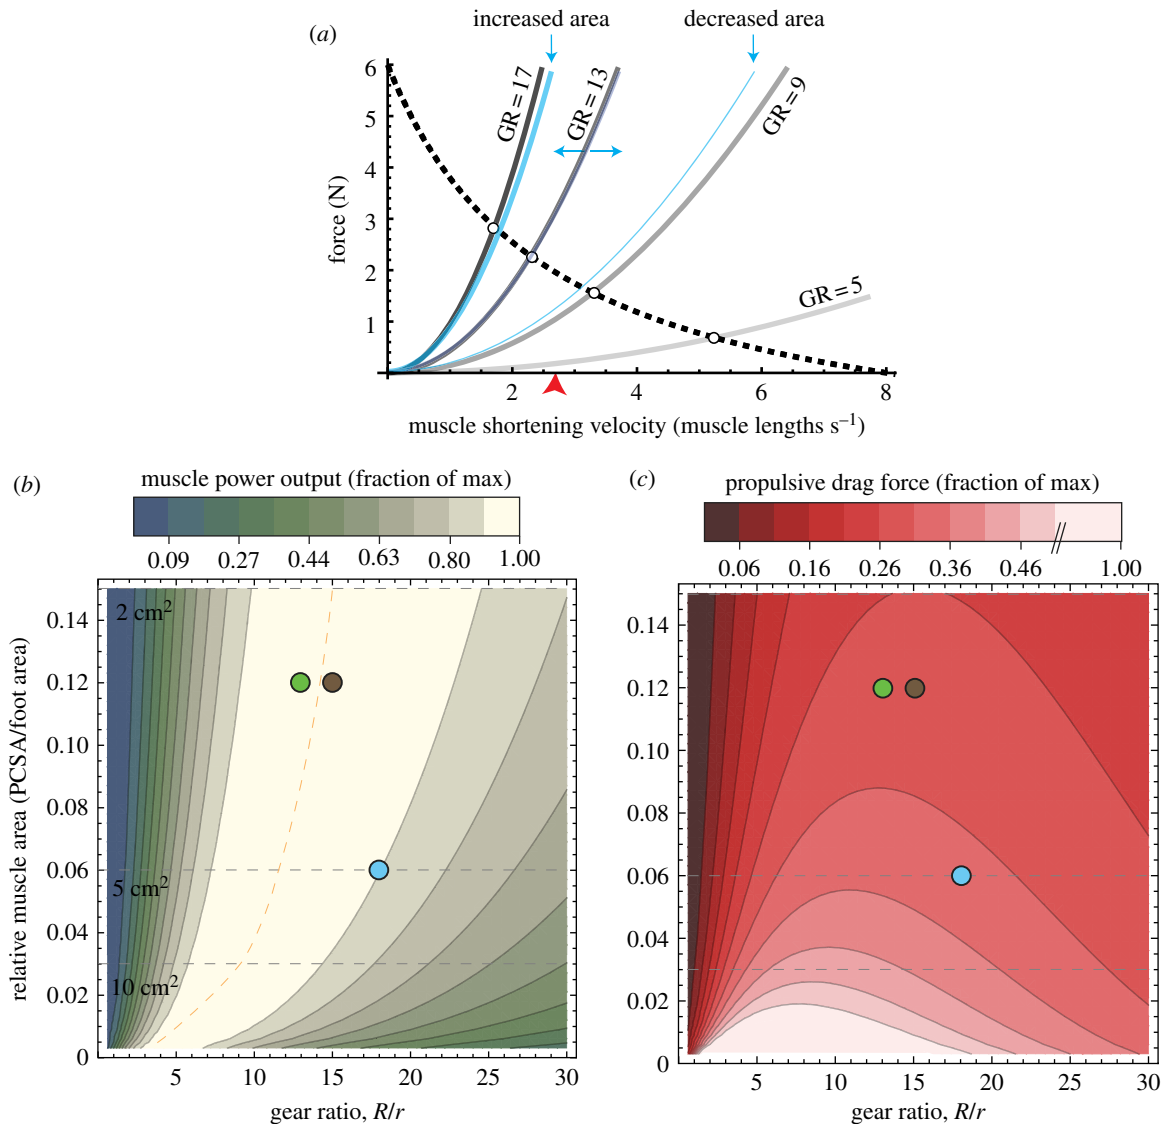 increased area
decreased area
(a)
GR = 17
GR = 13
GR = 9
GR = 5
6
5
4
3
2
1
force (N)
2 4 6 8
muscle shortening velocity (muscle lengths s⁻¹)
(b)
muscle power output (fraction of max)
0.09 0.27 0.44 0.63 0.80 1.00
2 cm²
5 cm²
10 cm²
0.14
0.12
0.10
0.08
0.06
0.04
0.02
0
relative muscle area (PCSA/foot area)
5 10 15 20 25 30
gear ratio, R/r
(c)
propulsive drag force (fraction of max)
0.06 0.16 0.26 0.36 0.46 1.00
0.14
0.12
0.10
0.08
0.06
0.04
0.02
0
5 10 15 20 25 30
gear ratio, R/r